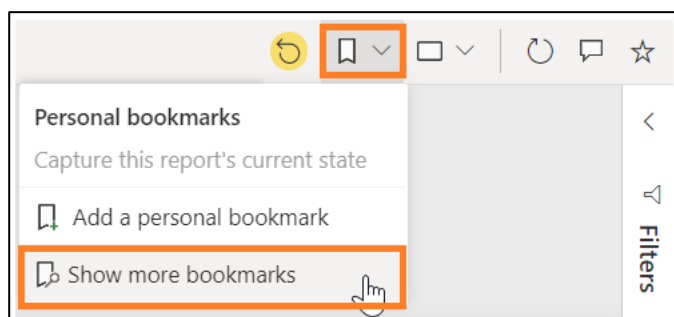 Personal bookmarks
Capture this report's current state
Add a personal bookmark
Show more bookmarks
Filters